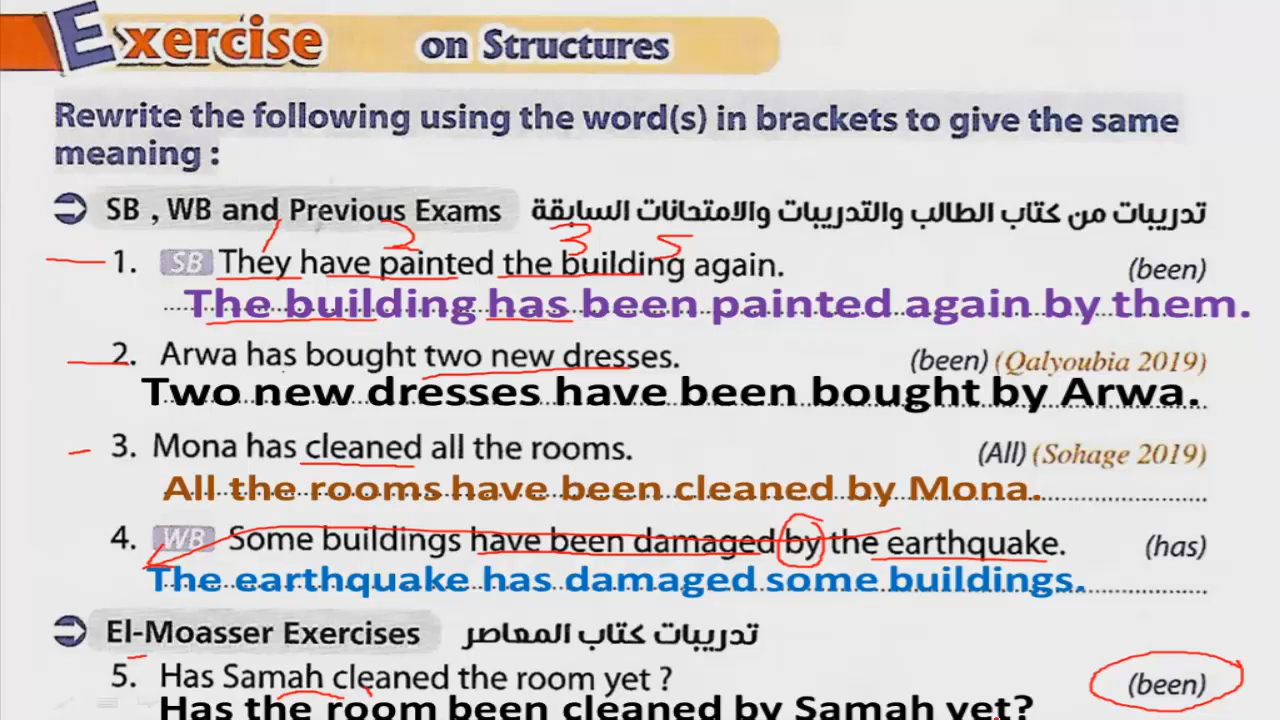 Exercise on Structures
Rewrite the following using the word(s) in brackets to give the same
meaning :
SB , WB and Previous Exams تدريبات من كتاب الطالب والتدريبات والامتحانات السابقة
1 2 3 5
1. SB They have painted the building again. (been)
The building has been painted again by them.
2. Arwa has bought two new dresses. (been) (Qalyoubia 2019)
Two new dresses have been bought by Arwa.
3. Mona has cleaned all the rooms. (All) (Sohage 2019)
All the rooms have been cleaned by Mona.
4. WB Some buildings have been damaged by the earthquake. (has)
The earthquake has damaged some buildings.
El-Moasser Exercises تدريبات كتاب المعاصر
5. Has Samah cleaned the room yet ? (been)
Has the room been cleaned by Samah yet?